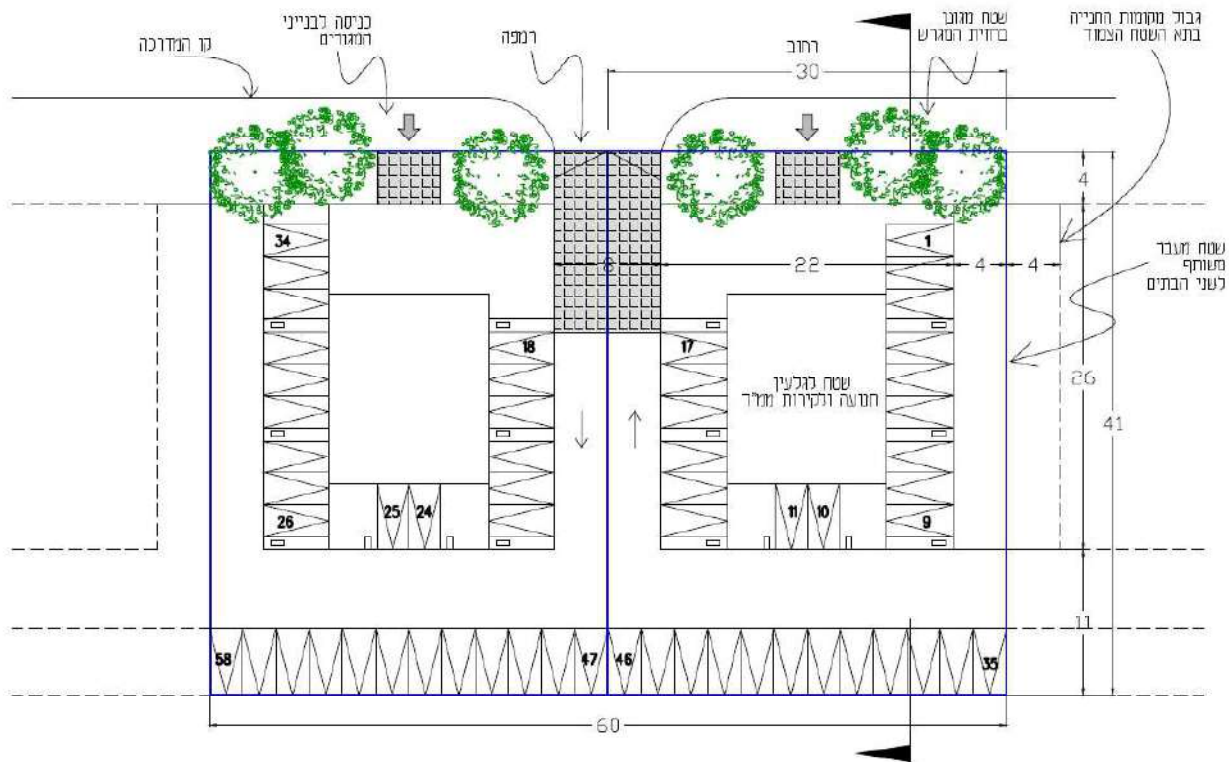 גבול מקומות החנייה
בתא השטח הצמוד
שטח מגונן
ברחית המגרש
רחוב
רמפה
כניסה לבנייני
המגורים
קו המדרכה
30
4
34
1
8
22
4
4
שטח מעבר
משותף
לשני הבתים
18
17
26
שטח לגלעין
תנועה ולקירות ממ"ד
41
25
24
11
10
26
9
11
58
47
46
35
60